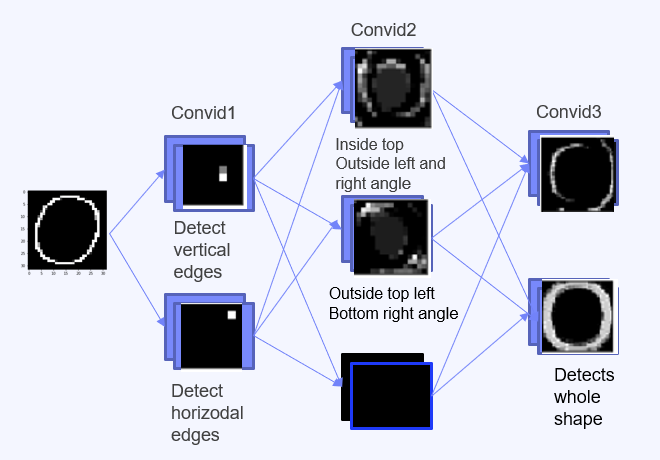 Convid1
Convid2
Convid3
Detect
vertical
edges
Detect
horizodal
edges
Inside top
Outside left and
right angle
Outside top left
Bottom right angle
Detects
whole
shape